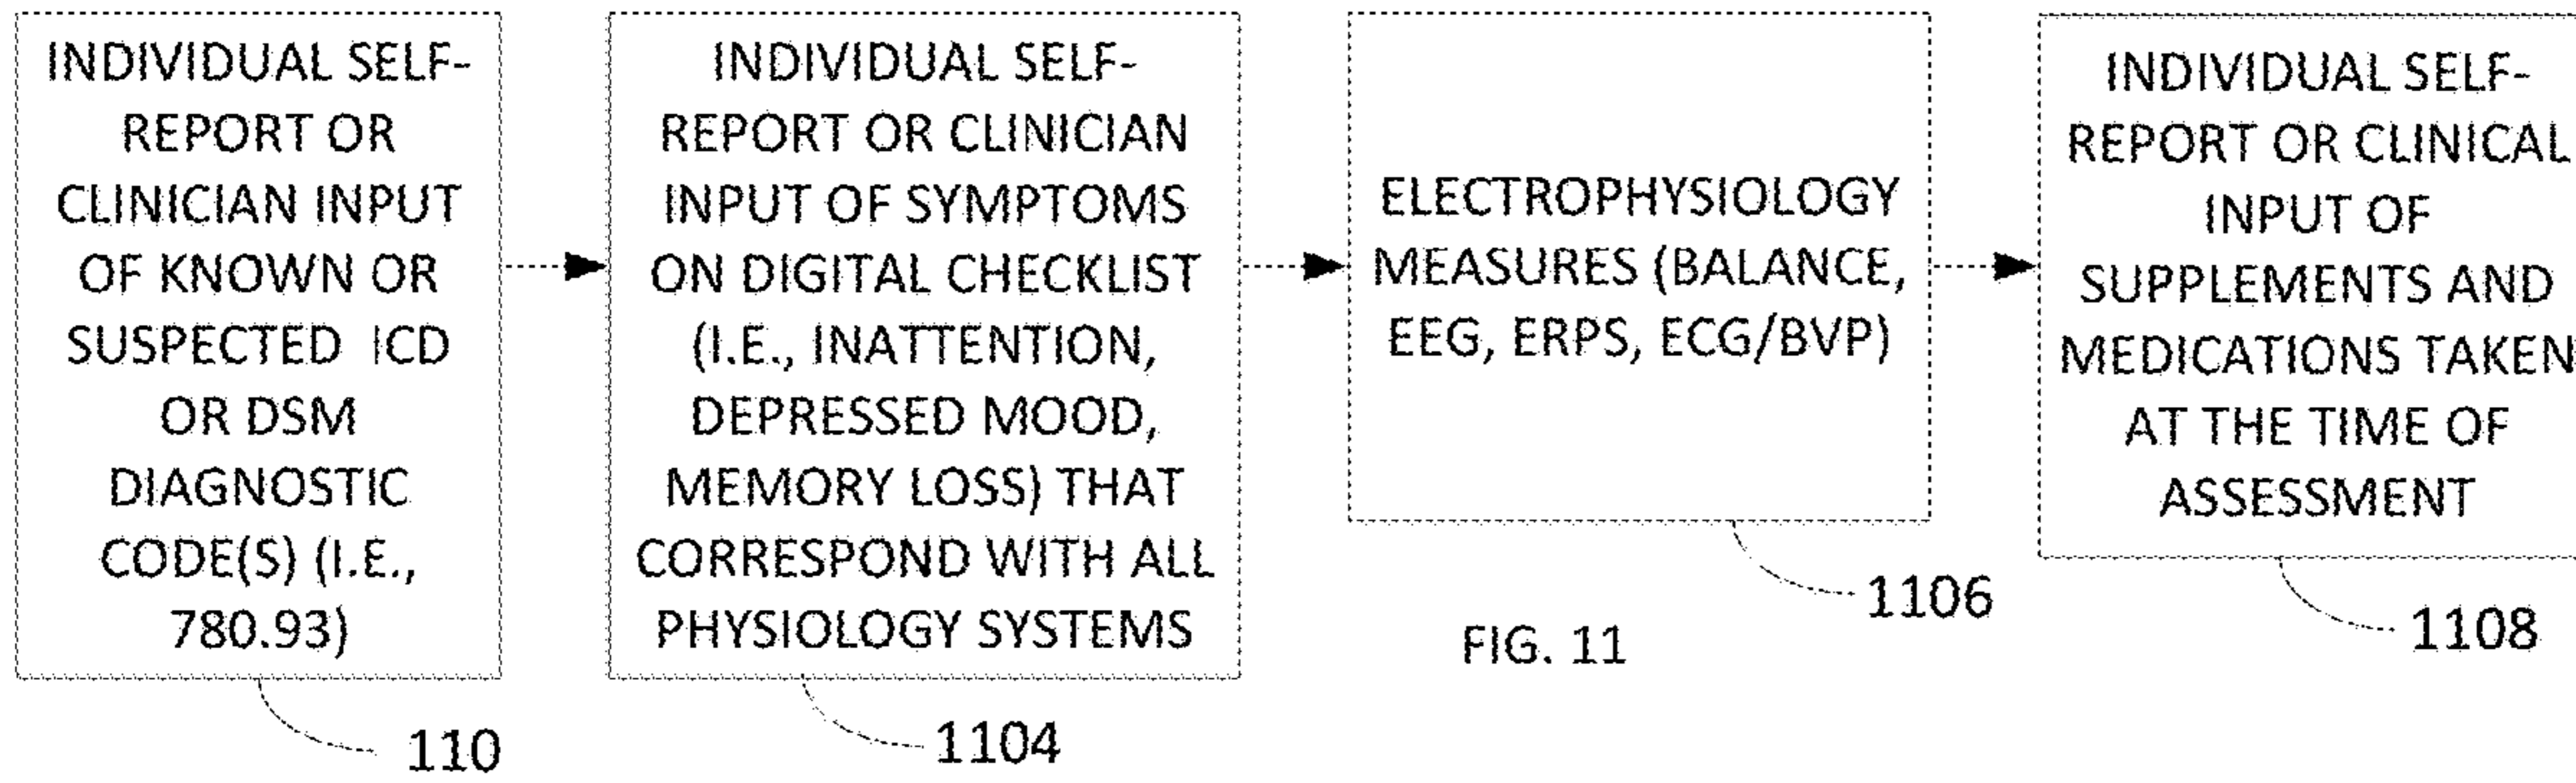 INDIVIDUAL SELF-
REPORT OR
CLINICIAN INPUT
OF KNOWN OR
SUSPECTED ICD
OR DSM
DIAGNOSTIC
CODE(S) (I.E.,
780.93)
110
INDIVIDUAL SELF-
REPORT OR CLINICIAN
INPUT OF SYMPTOMS
ON DIGITAL CHECKLIST
(I.E., INATTENTION,
DEPRESSED MOOD,
MEMORY LOSS) THAT
CORRESPOND WITH ALL
PHYSIOLOGY SYSTEMS
1104
ELECTROPHYSIOLOGY
MEASURES (BALANCE,
EEG, ERPS, ECG/BVP)
1106
INDIVIDUAL SELF-
REPORT OR CLINICAL
INPUT OF
SUPPLEMENTS AND
MEDICATIONS TAKEN
AT THE TIME OF
ASSESSMENT
1108
FIG. 11